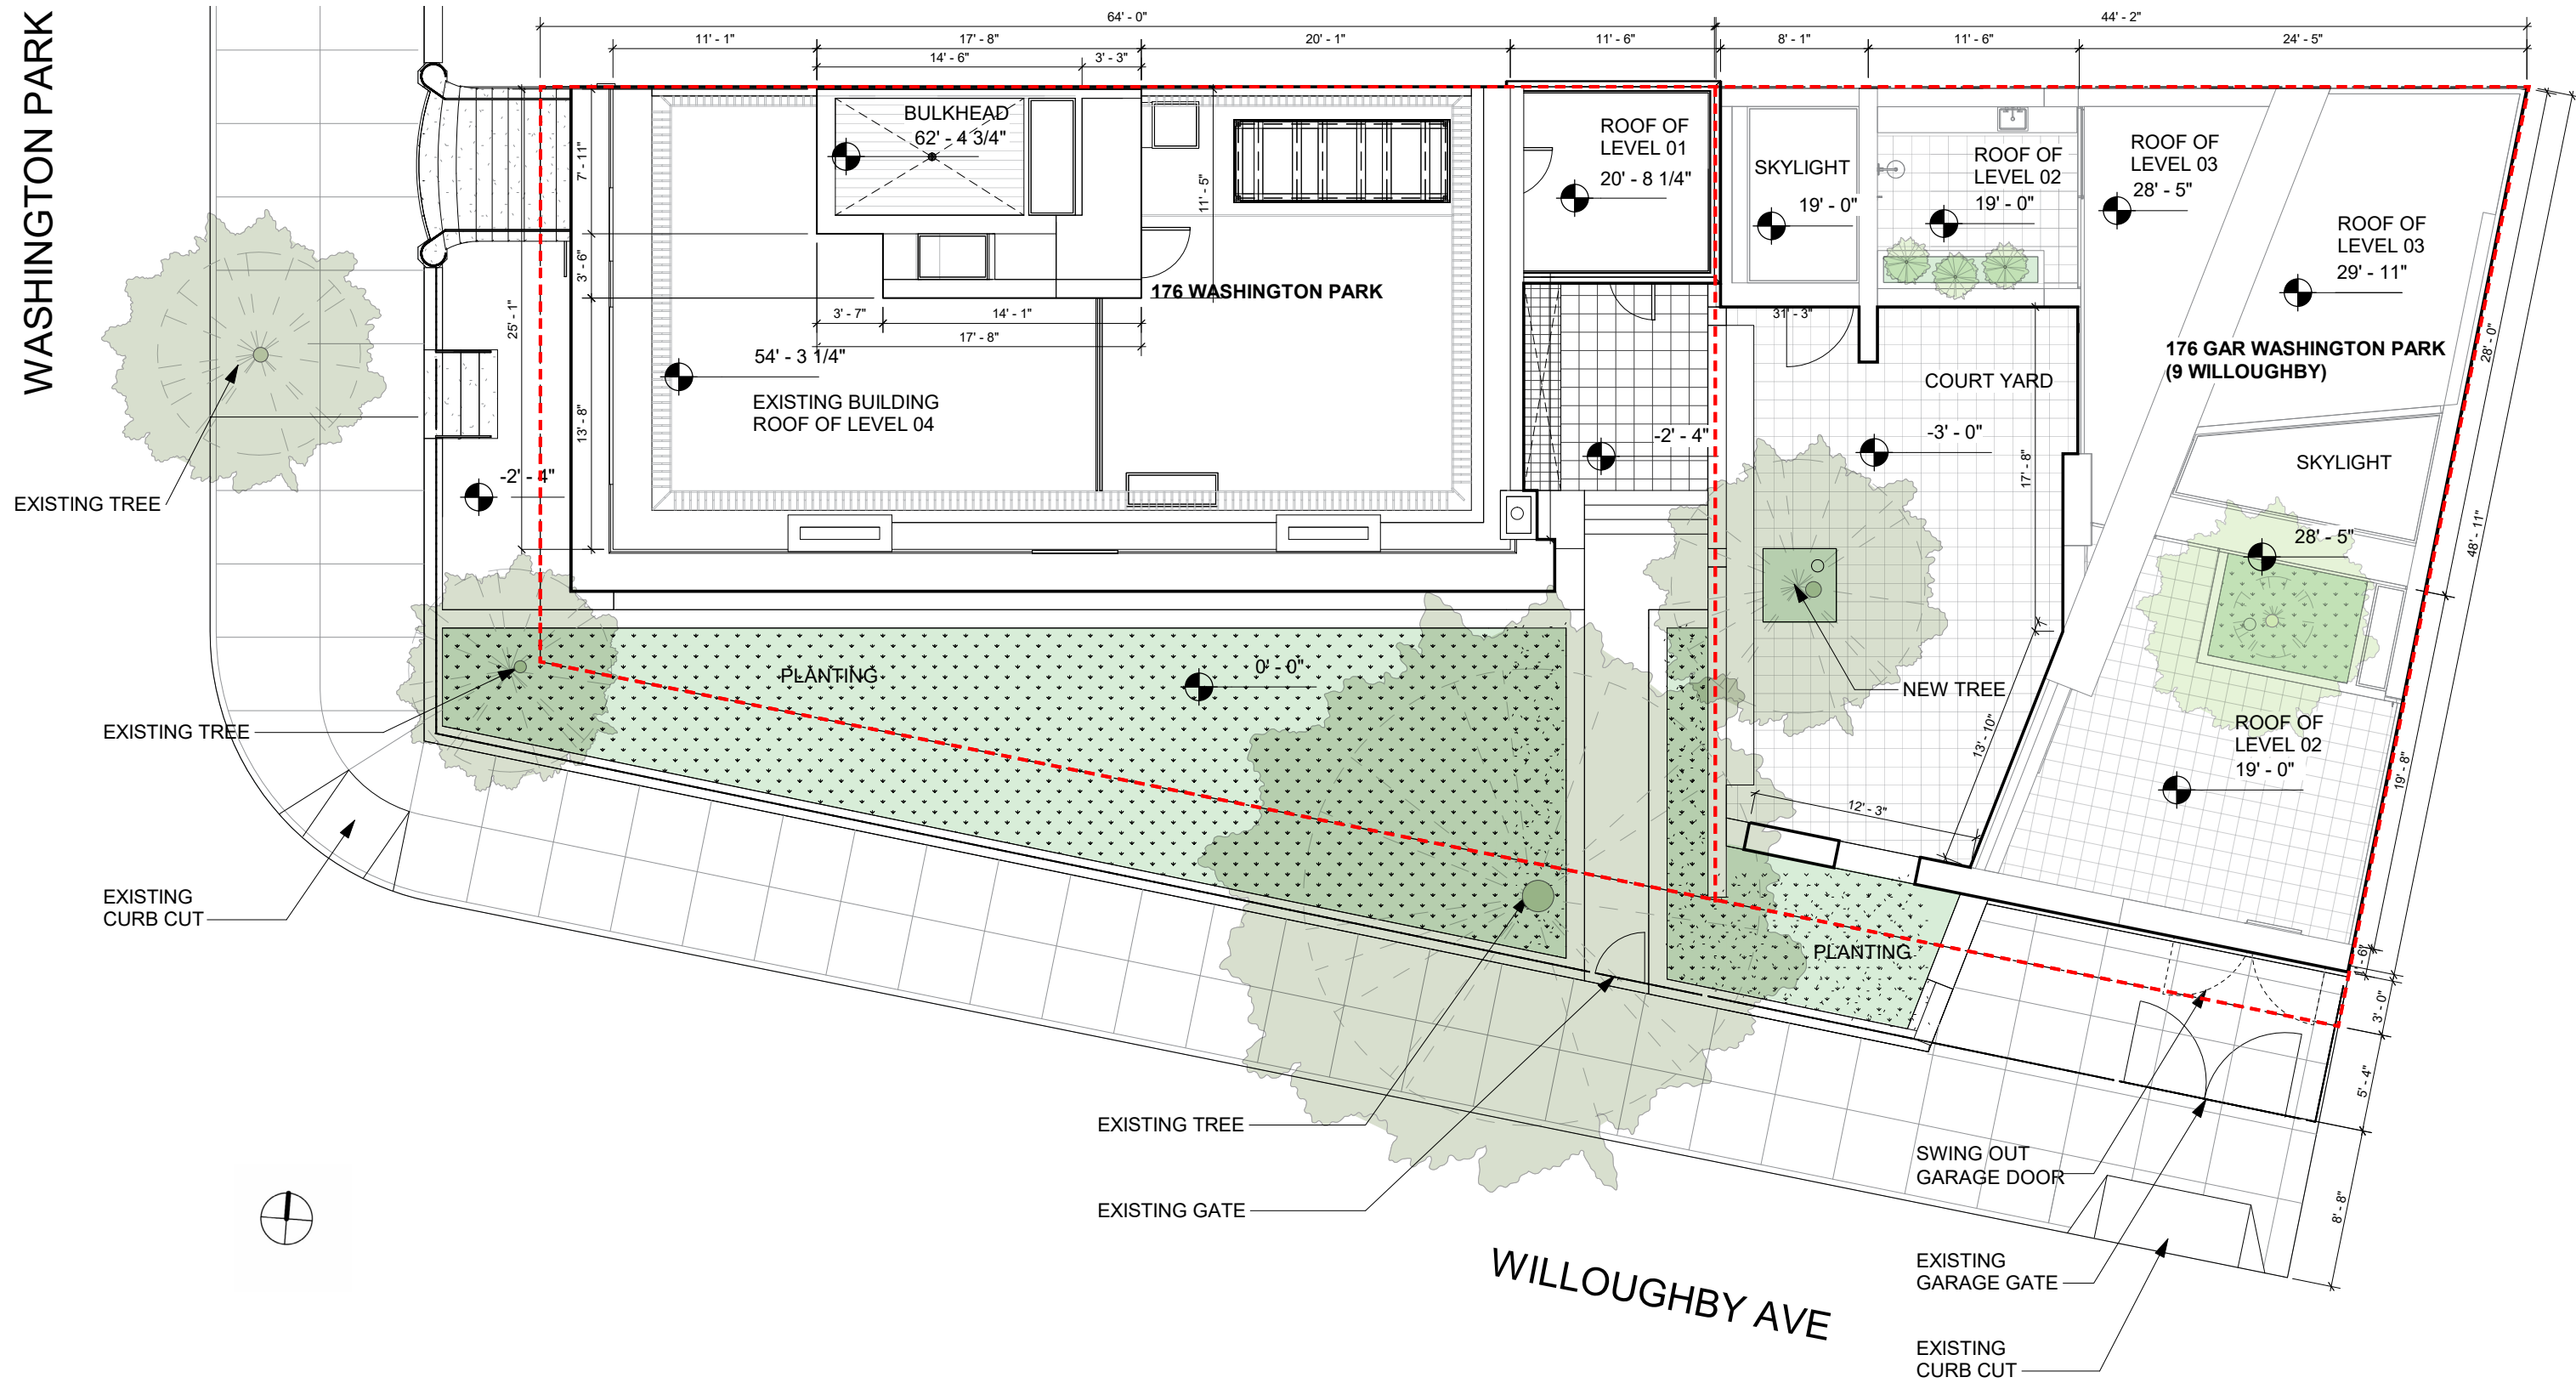 WASHINGTON PARK
64' - 0"
44' - 2"
11' - 1"
17' - 8"
20' - 1"
11' - 6"
8' - 1"
11' - 6"
24' - 5"
14' - 6"
3' - 3"
BULKHEAD
62' - 4 3/4"
7' - 11"
3' - 6"
25' - 1"
13' - 8"
11' - 5"
3' - 7"
14' - 1"
17' - 8"
176 WASHINGTON PARK
54' - 3 1/4"
EXISTING BUILDING
ROOF OF LEVEL 04
ROOF OF
LEVEL 01
20' - 8 1/4"
SKYLIGHT
19' - 0"
ROOF OF
LEVEL 02
19' - 0"
ROOF OF
LEVEL 03
28' - 5"
ROOF OF
LEVEL 03
29' - 11"
31' - 3"
176 GAR WASHINGTON PARK
(9 WILLOUGHBY)
28' - 0"
COURT YARD
-3' - 0"
-2' - 4"
17' - 8"
SKYLIGHT
28' - 5"
48' - 11"
-2' - 4"
EXISTING TREE
PLANTING
0' - 0"
NEW TREE
13' - 10"
12' - 3"
ROOF OF
LEVEL 02
19' - 0"
19' - 8"
EXISTING TREE
EXISTING
CURB CUT
PLANTING
1' - 6"
3' - 0"
5' - 4"
8' - 8"
EXISTING TREE
EXISTING GATE
SWING OUT
GARAGE DOOR
EXISTING
GARAGE GATE
EXISTING
CURB CUT
WILLOUGHBY AVE